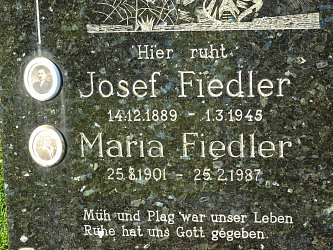 Hier ruht
Josef Fiedler
14.12.1889 - 1.3.1945
Maria Fiedler
25.8.1901 - 25.2.1987
Müh und Plag war unser Leben
Ruhe hat uns Gott gegeben.